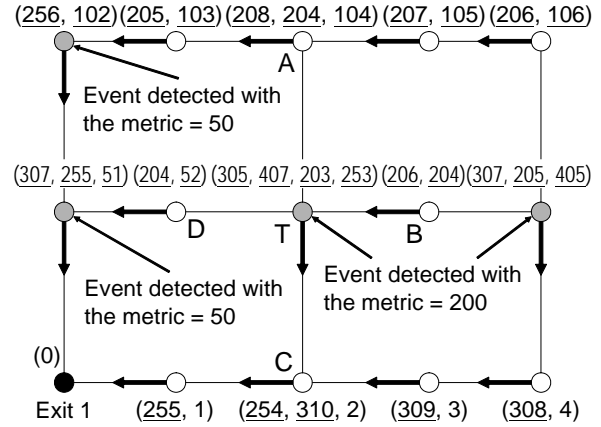 (256, 102) (205, 103) (208, 204, 104) (207, 105) (206, 106)
A
Event detected with
the metric = 50
(307, 255, 51) (204, 52) (305, 407, 203, 253) (206, 204) (307, 205, 405)
D T B
Event detected with
the metric = 50
Event detected with
the metric = 200
(0) C
Exit 1 (255, 1) (254, 310, 2) (309, 3) (308, 4)